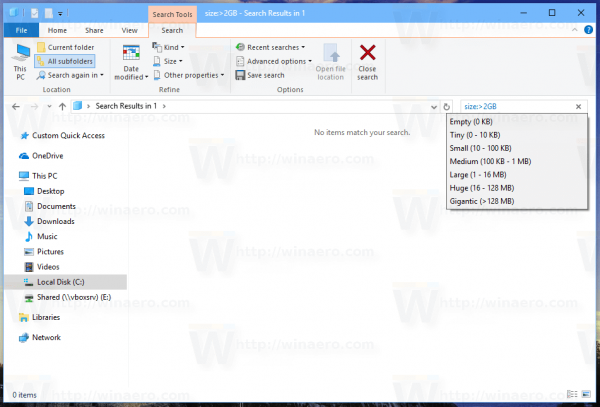 Search Tools
size:>2GB - Search Results in 1
File Home Share View Search
This PC
Current folder
All subfolders
Search again in
Location
Date modified
Kind
Size
Other properties
Refine
Recent searches
Advanced options
Save search
Open file location
Options
Close search
Search Results in 1
size:>2GB
Empty (0 KB)
Tiny (0 - 10 KB)
Small (10 - 100 KB)
Medium (100 KB - 1 MB)
Large (1 - 16 MB)
Huge (16 - 128 MB)
Gigantic (>128 MB)
No items match your search.
Custom Quick Access
OneDrive
This PC
Desktop
Documents
Downloads
Music
Pictures
Videos
Local Disk (C:)
Shared (\\vboxsrv) (E:)
Libraries
Network
0 items
http://winaero.com